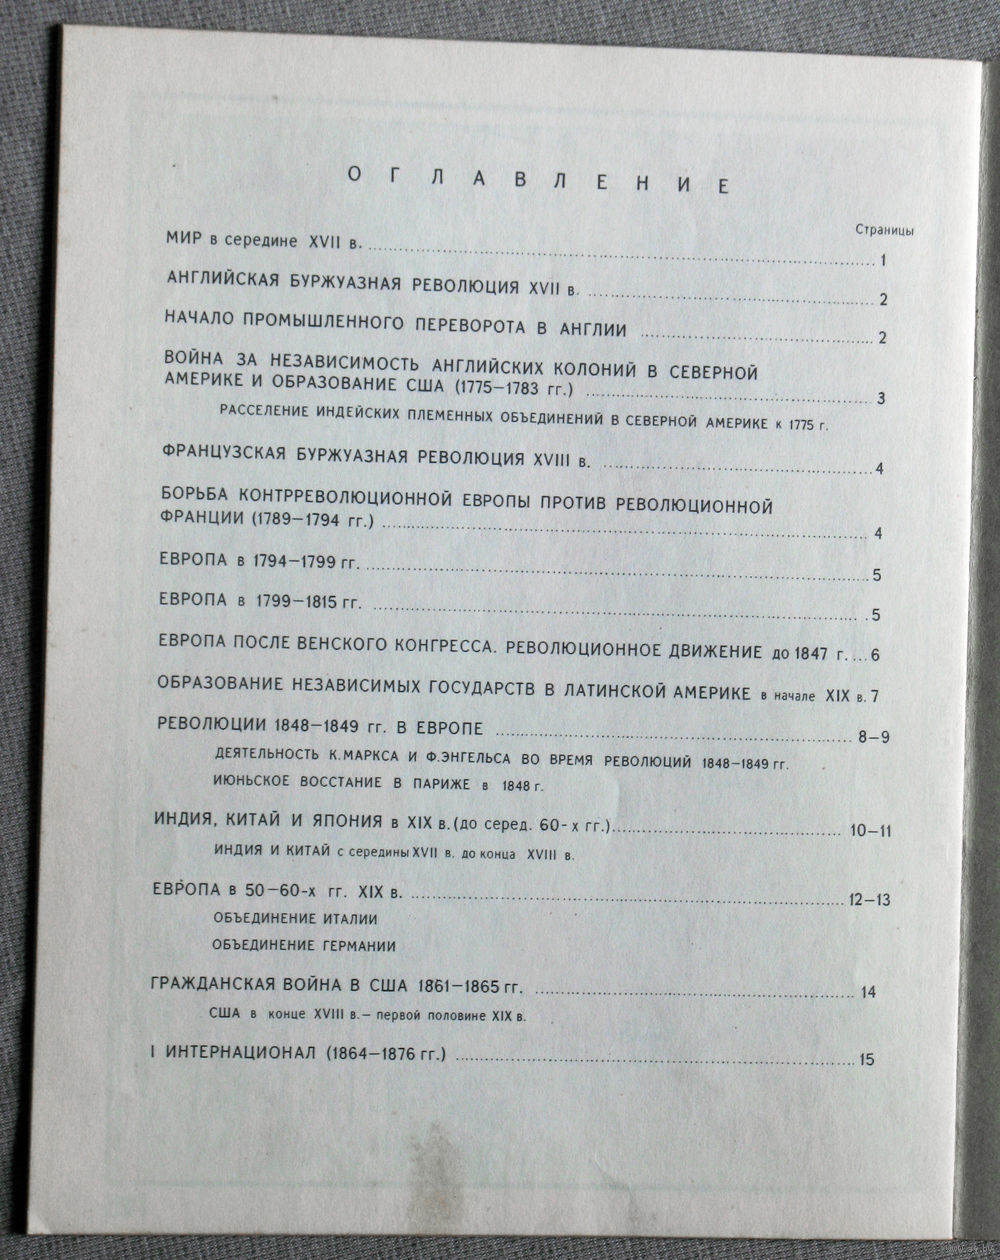 ОГЛАВЛЕНИЕ
Страницы
МИР в середине XVII в. 1
АНГЛИЙСКАЯ БУРЖУАЗНАЯ РЕВОЛЮЦИЯ XVII в. 2
НАЧАЛО ПРОМЫШЛЕННОГО ПЕРЕВОРОТА В АНГЛИИ 2
ВОЙНА ЗА НЕЗАВИСИМОСТЬ АНГЛИЙСКИХ КОЛОНИЙ В СЕВЕРНОЙ
АМЕРИКЕ И ОБРАЗОВАНИЕ США (1775–1783 гг.) 3
РАССЕЛЕНИЕ ИНДЕЙСКИХ ПЛЕМЕННЫХ ОБЪЕДИНЕНИЙ В СЕВЕРНОЙ АМЕРИКЕ к 1775 г.
ФРАНЦУЗСКАЯ БУРЖУАЗНАЯ РЕВОЛЮЦИЯ XVIII в. 4
БОРЬБА КОНТРРЕВОЛЮЦИОННОЙ ЕВРОПЫ ПРОТИВ РЕВОЛЮЦИОННОЙ
ФРАНЦИИ (1789–1794 гг.) 4
ЕВРОПА в 1794–1799 гг. 5
ЕВРОПА в 1799–1815 гг. 5
ЕВРОПА ПОСЛЕ ВЕНСКОГО КОНГРЕССА. РЕВОЛЮЦИОННОЕ ДВИЖЕНИЕ до 1847 г. 6
ОБРАЗОВАНИЕ НЕЗАВИСИМЫХ ГОСУДАРСТВ В ЛАТИНСКОЙ АМЕРИКЕ в начале XIX в. 7
РЕВОЛЮЦИИ 1848–1849 гг. В ЕВРОПЕ 8–9
ДЕЯТЕЛЬНОСТЬ К.МАРКСА И Ф.ЭНГЕЛЬСА ВО ВРЕМЯ РЕВОЛЮЦИЙ 1848–1849 гг.
ИЮНЬСКОЕ ВОССТАНИЕ В ПАРИЖЕ в 1848 г.
ИНДИЯ, КИТАЙ И ЯПОНИЯ в XIX в. (до серед. 60-х гг.) 10–11
ИНДИЯ И КИТАЙ с середины XVII в. до конца XVIII в.
ЕВРОПА в 50–60-х гг. XIX в. 12–13
ОБЪЕДИНЕНИЕ ИТАЛИИ
ОБЪЕДИНЕНИЕ ГЕРМАНИИ
ГРАЖДАНСКАЯ ВОЙНА В США 1861–1865 гг. 14
США в конце XVIII в. – первой половине XIX в.
I ИНТЕРНАЦИОНАЛ (1864–1876 гг.) 15